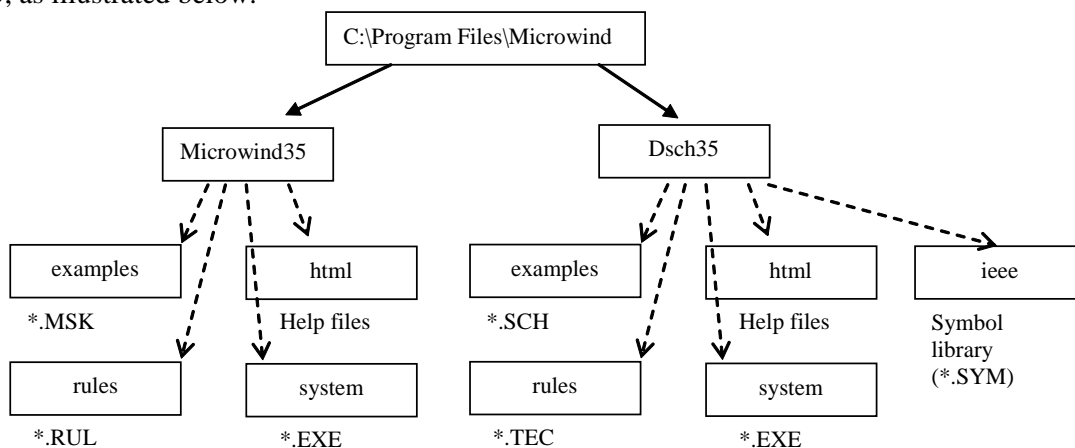 as illustrated below.
C:\Program Files\Microwind
Microwind35
Dsch35
examples
html
examples
html
ieee
*.MSK
Help files
*.SCH
Help files
Symbol
library
(*.SYM)
rules
system
rules
system
*.RUL
*.EXE
*.TEC
*.EXE